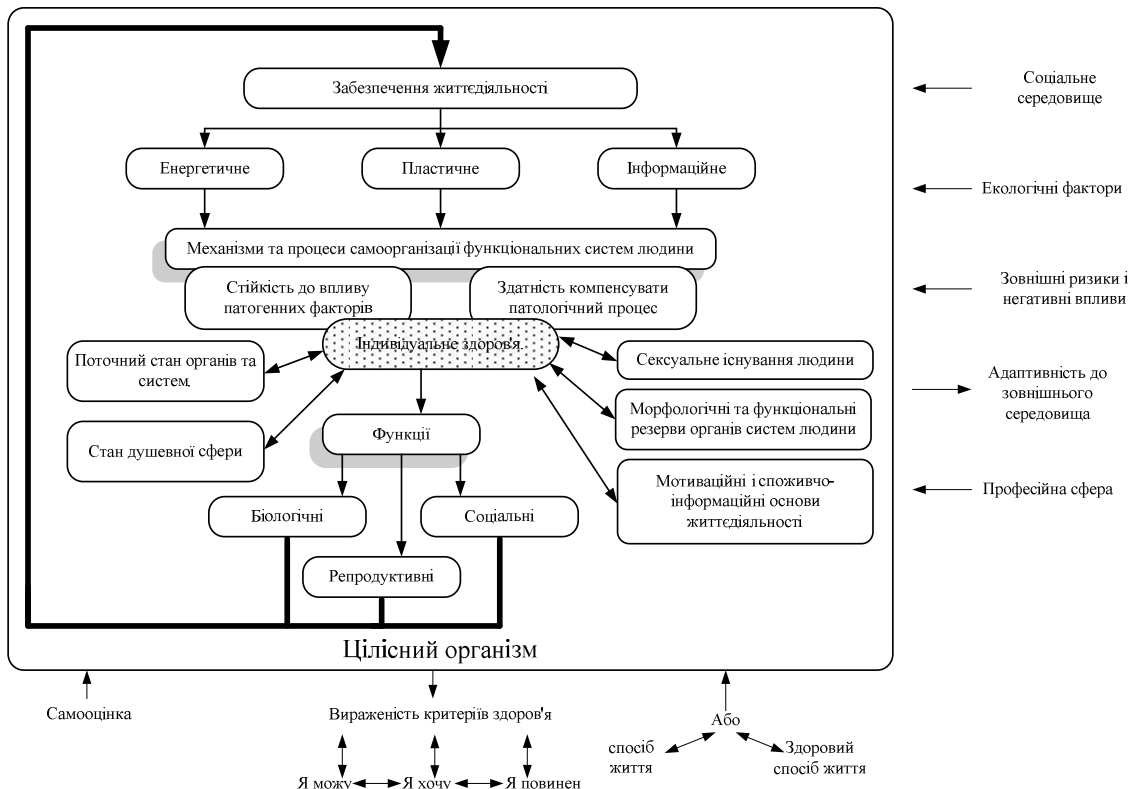 Забезпечення життєдіяльності
Соціальне
середовище
Енергетичне
Пластичне
Інформаційне
Екологічні фактори
Механізми та процеси самоорганізації функціональних систем людини
Стійкість до впливу
патогенних факторів
Здатність компенсувати
патологічний процес
Зовнішні ризики і
негативні впливи
Індивідуальне здоров'я.
Поточний стан органів та
систем.
Сексуальне існування людини
Адаптивність до
зовнішнього
середовища
Морфологічні та функціональні
резерви органів систем людини
Функції
Стан душевної сфери
Мотиваційні і споживчо-
інформаційні основи
життєдіяльності
Професійна сфера
Біологічні
Соціальні
Репродуктивні
Цілісний організм
Самооцінка
Вираженість критеріїв здоров'я
Або
спосіб
життя
Здоровий
спосіб життя
Я можу
Я хочу
Я повинен